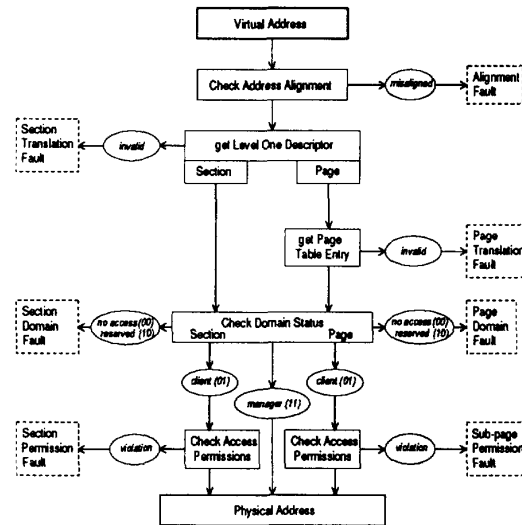 Virtual Address
Check Address Alignment
misaligned
Alignment
Fault
Section
Translation
Fault
invalid
get Level One Descriptor
Section
Page
get Page
Table Entry
invalid
Page
Translation
Fault
Section
Domain
Fault
no access(00)
reserved (10)
Check Domain Status
Section
Page
no access(00)
reserved (10)
Page
Domain
Fault
client (01)
manager (11)
client (01)
Section
Permission
Fault
violation
Check Access
Permissions
Check Access
Permissions
violation
Sub-page
Permission
Fault
Physical Address